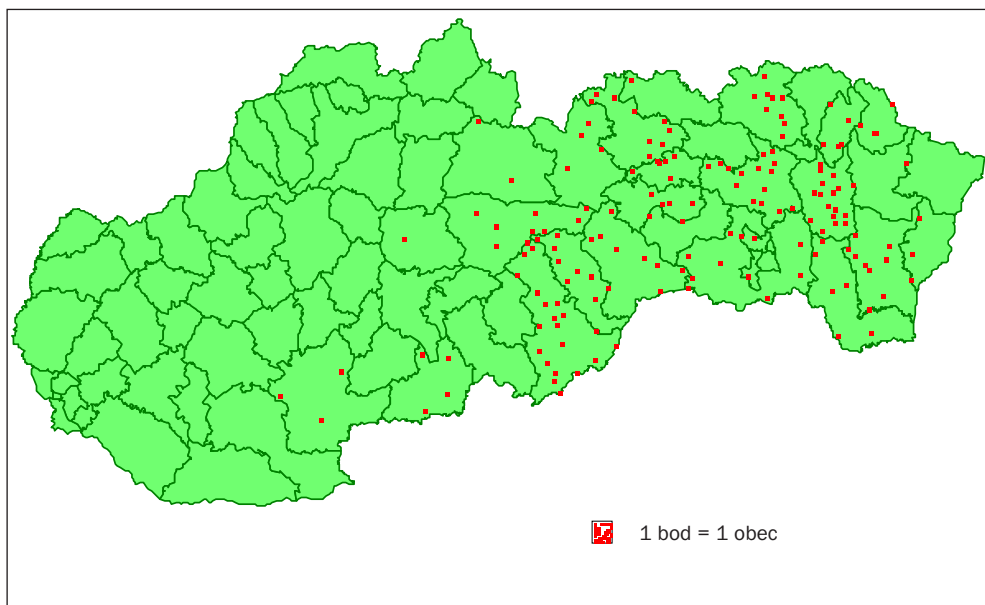 1 bod = 1 obec